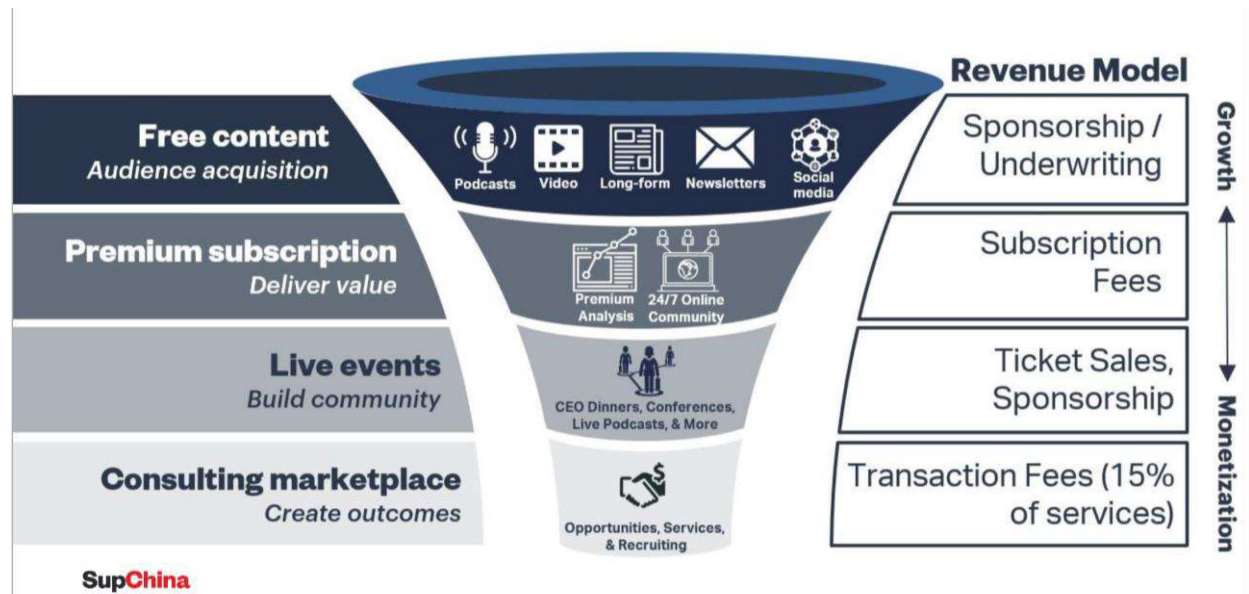 Revenue Model
Free content
Audience acquisition
Podcasts
Video
Long-form
Newsletters
Social
media
Sponsorship /
Underwriting
Growth
Premium subscription
Deliver value
Premium
Analysis
24/7 Online
Community
Subscription
Fees
Live events
Build community
CEO Dinners, Conferences,
Live Podcasts, & More
Ticket Sales,
Sponsorship
Monetization
Consulting marketplace
Create outcomes
$
Opportunities, Services,
& Recruiting
Transaction Fees (15%
of services)
SupChina